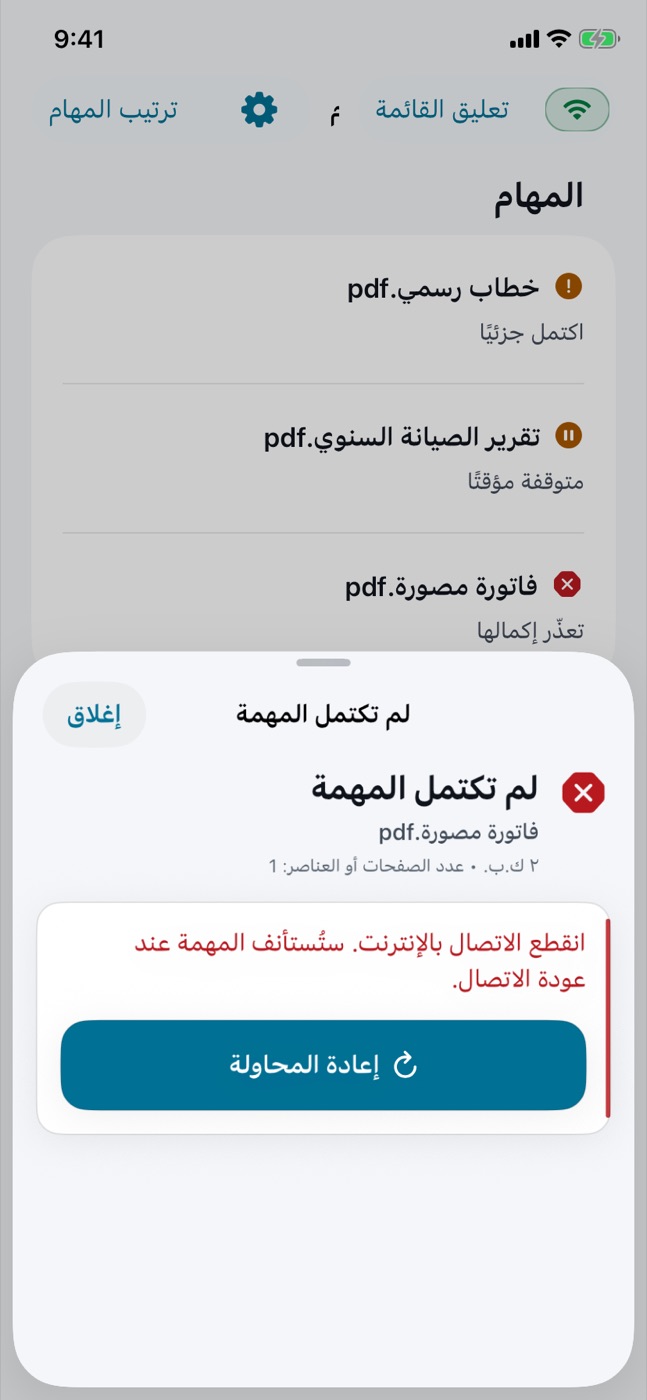 9:41
تعليق القائمة
ترتيب المهام
المهام
خطاب رسمي.pdf
اكتمل جزئيًا
تقرير الصيانة السنوي.pdf
متوقفة مؤقتًا
فاتورة مصورة.pdf
تعذّر إكمالها
لم تكتمل المهمة
إغلاق
لم تكتمل المهمة
فاتورة مصورة.pdf
٢ ك.ب. • عدد الصفحات أو العناصر: 1
انقطع الاتصال بالإنترنت. ستُستأنف المهمة عند
عودة الاتصال.
إعادة المحاولة